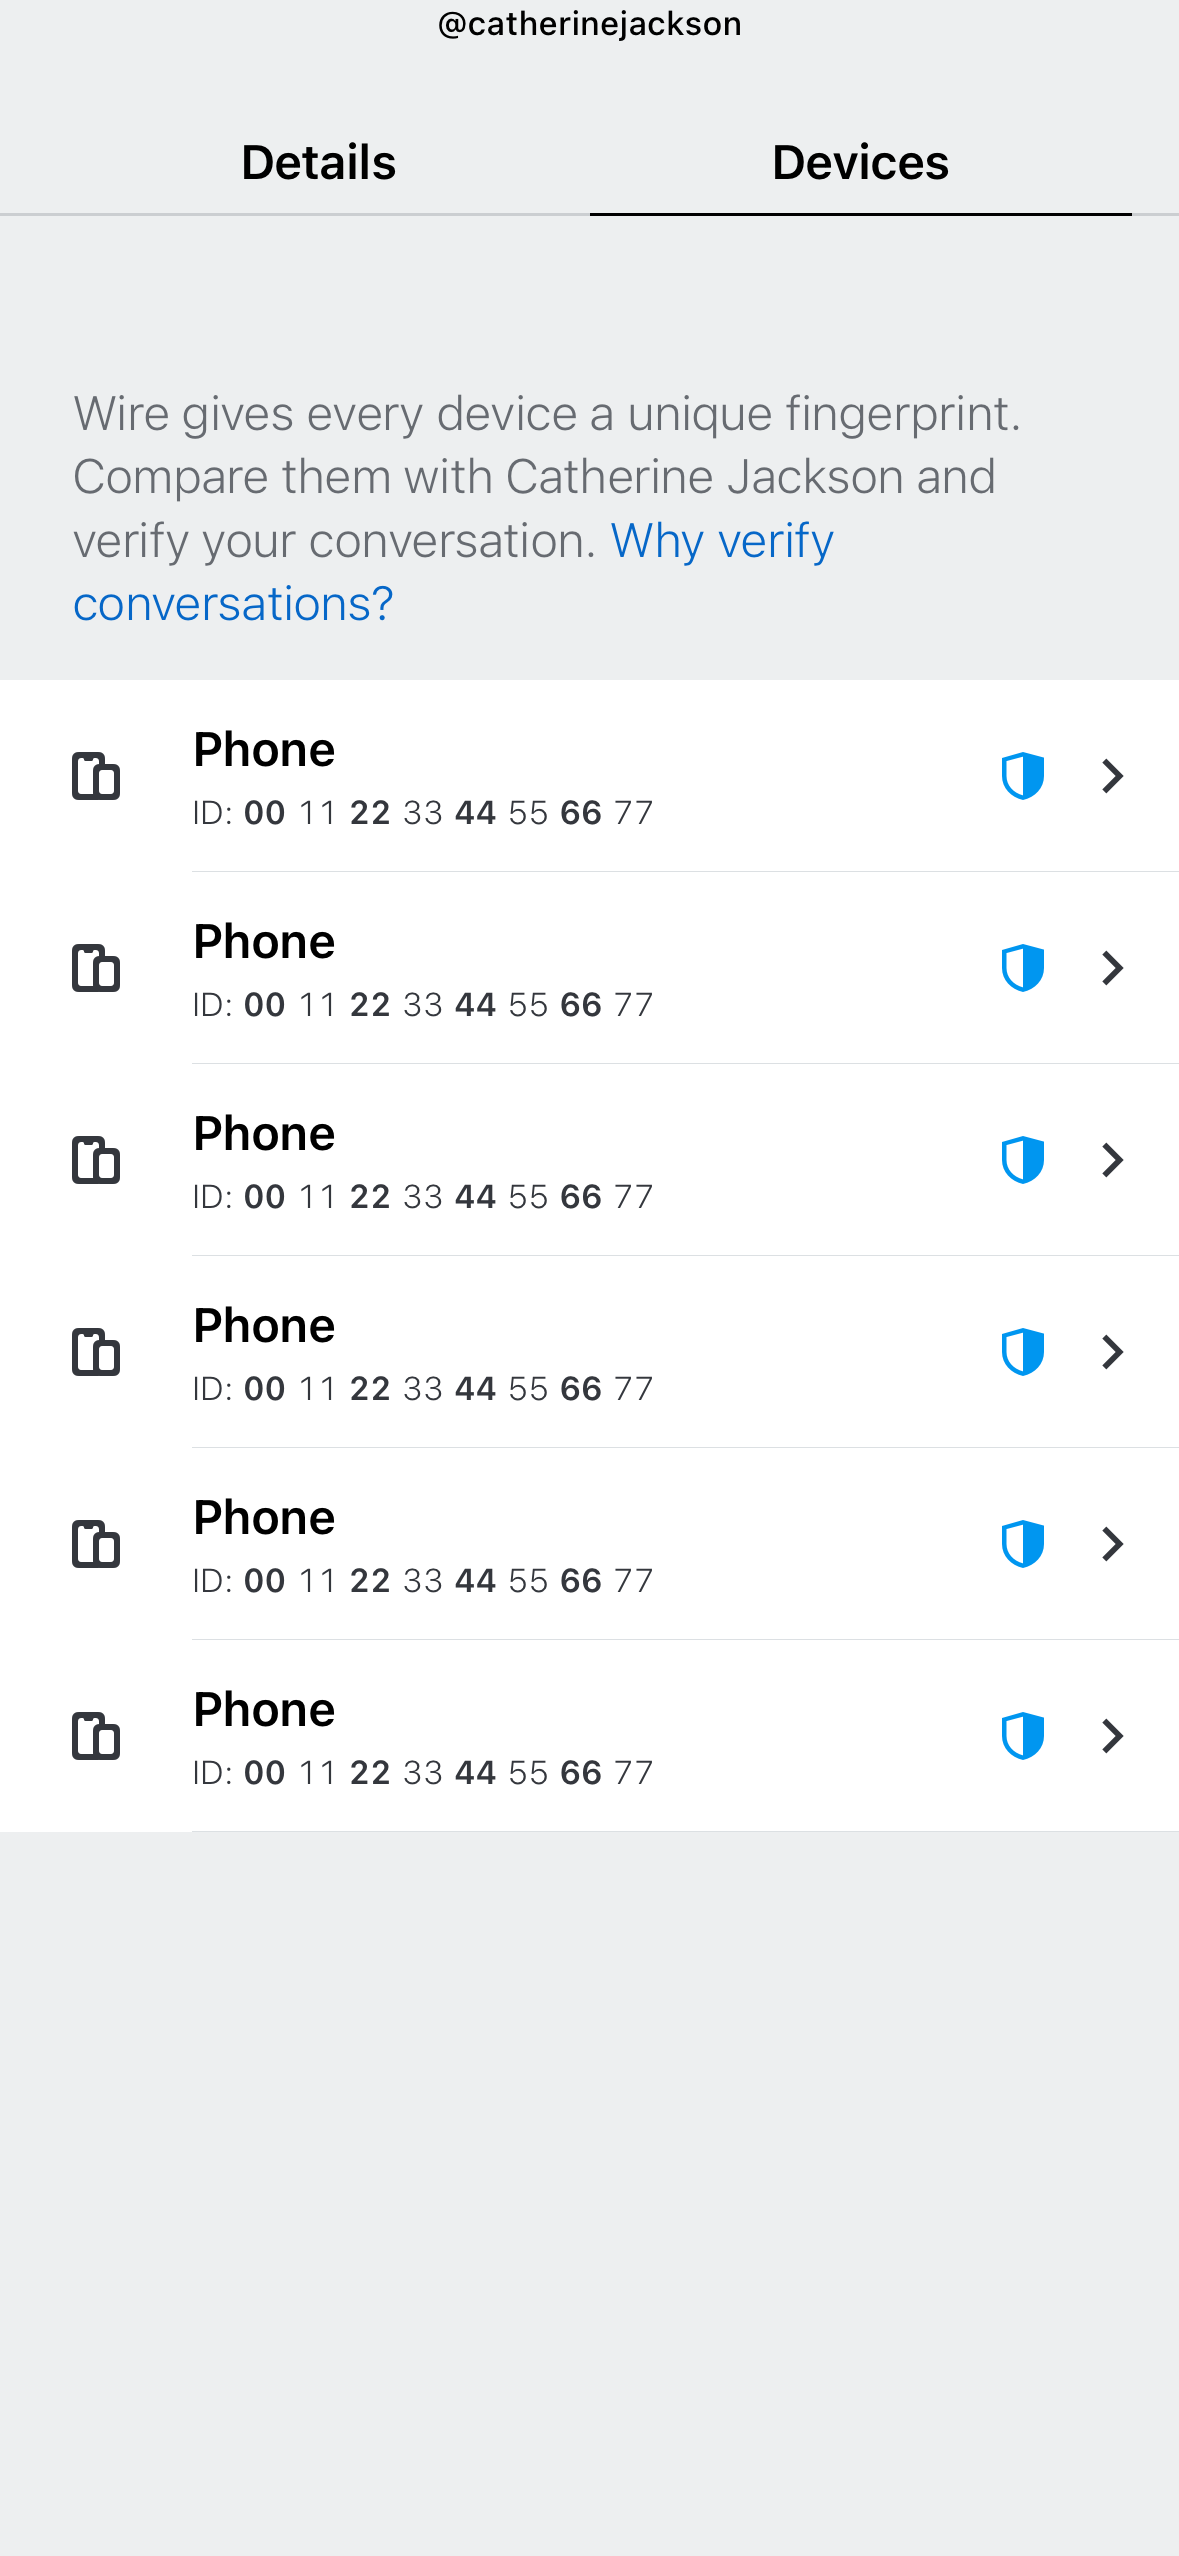 @catherinejackson
Details Devices
Wire gives every device a unique fingerprint.
Compare them with Catherine Jackson and
verify your conversation. Why verify
conversations?
Phone
ID: 00 11 22 33 44 55 66 77
Phone
ID: 00 11 22 33 44 55 66 77
Phone
ID: 00 11 22 33 44 55 66 77
Phone
ID: 00 11 22 33 44 55 66 77
Phone
ID: 00 11 22 33 44 55 66 77
Phone
ID: 00 11 22 33 44 55 66 77